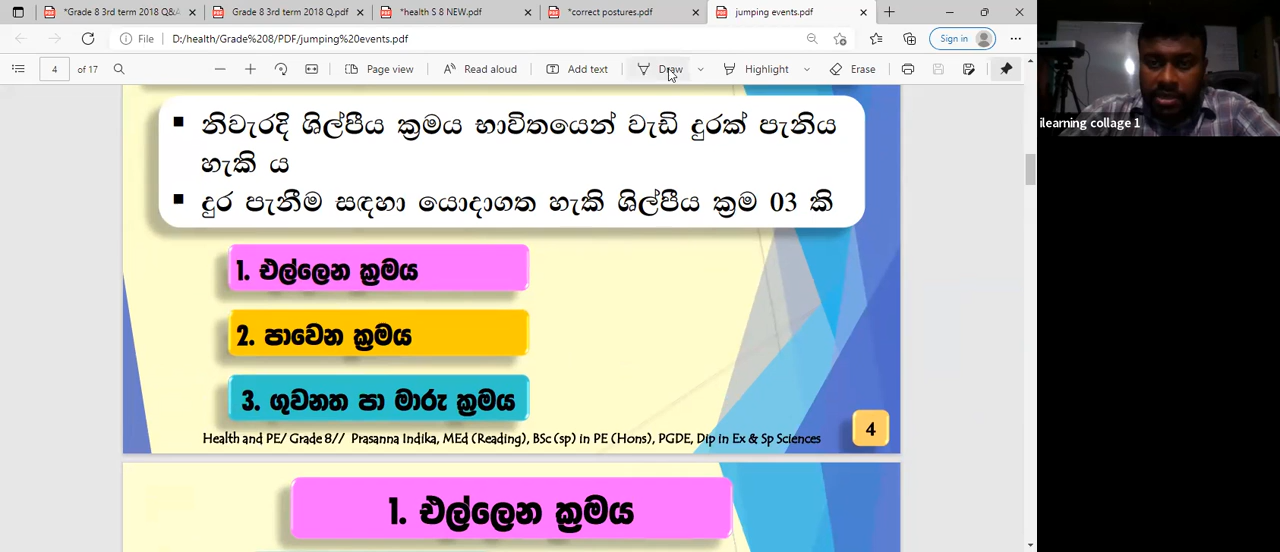 *Grade 8 3rd term 2018 Q&A
Grade 8 3rd term 2018 Q.pdf
*health S 8 NEW.pdf
*correct postures.pdf
jumping events.pdf
File
D:/health/Grade%208/PDF/jumping%20events.pdf
Sign in
4 of 17
Page view
Read aloud
Add text
Draw
Highlight
Erase
ilearning collage 1
▪ නිවැරදි ශිල්පීය ක්‍රමය භාවිතයෙන් වැඩි දුරක් පැනිය
හැකි ය
▪ දුර පැනීම සඳහා යොදාගත හැකි ශිල්පීය ක්‍රම 03 කි
1. එල්ලෙන ක්‍රමය
2. පාවෙන ක්‍රමය
3. ගුවනත පා මාරු ක්‍රමය
Health and PE/ Grade 8// Prasanna Indika, MEd (Reading), BSc (sp) in PE (Hons), PGDE, Dip in Ex & Sp Sciences
4
1. එල්ලෙන ක්‍රමය